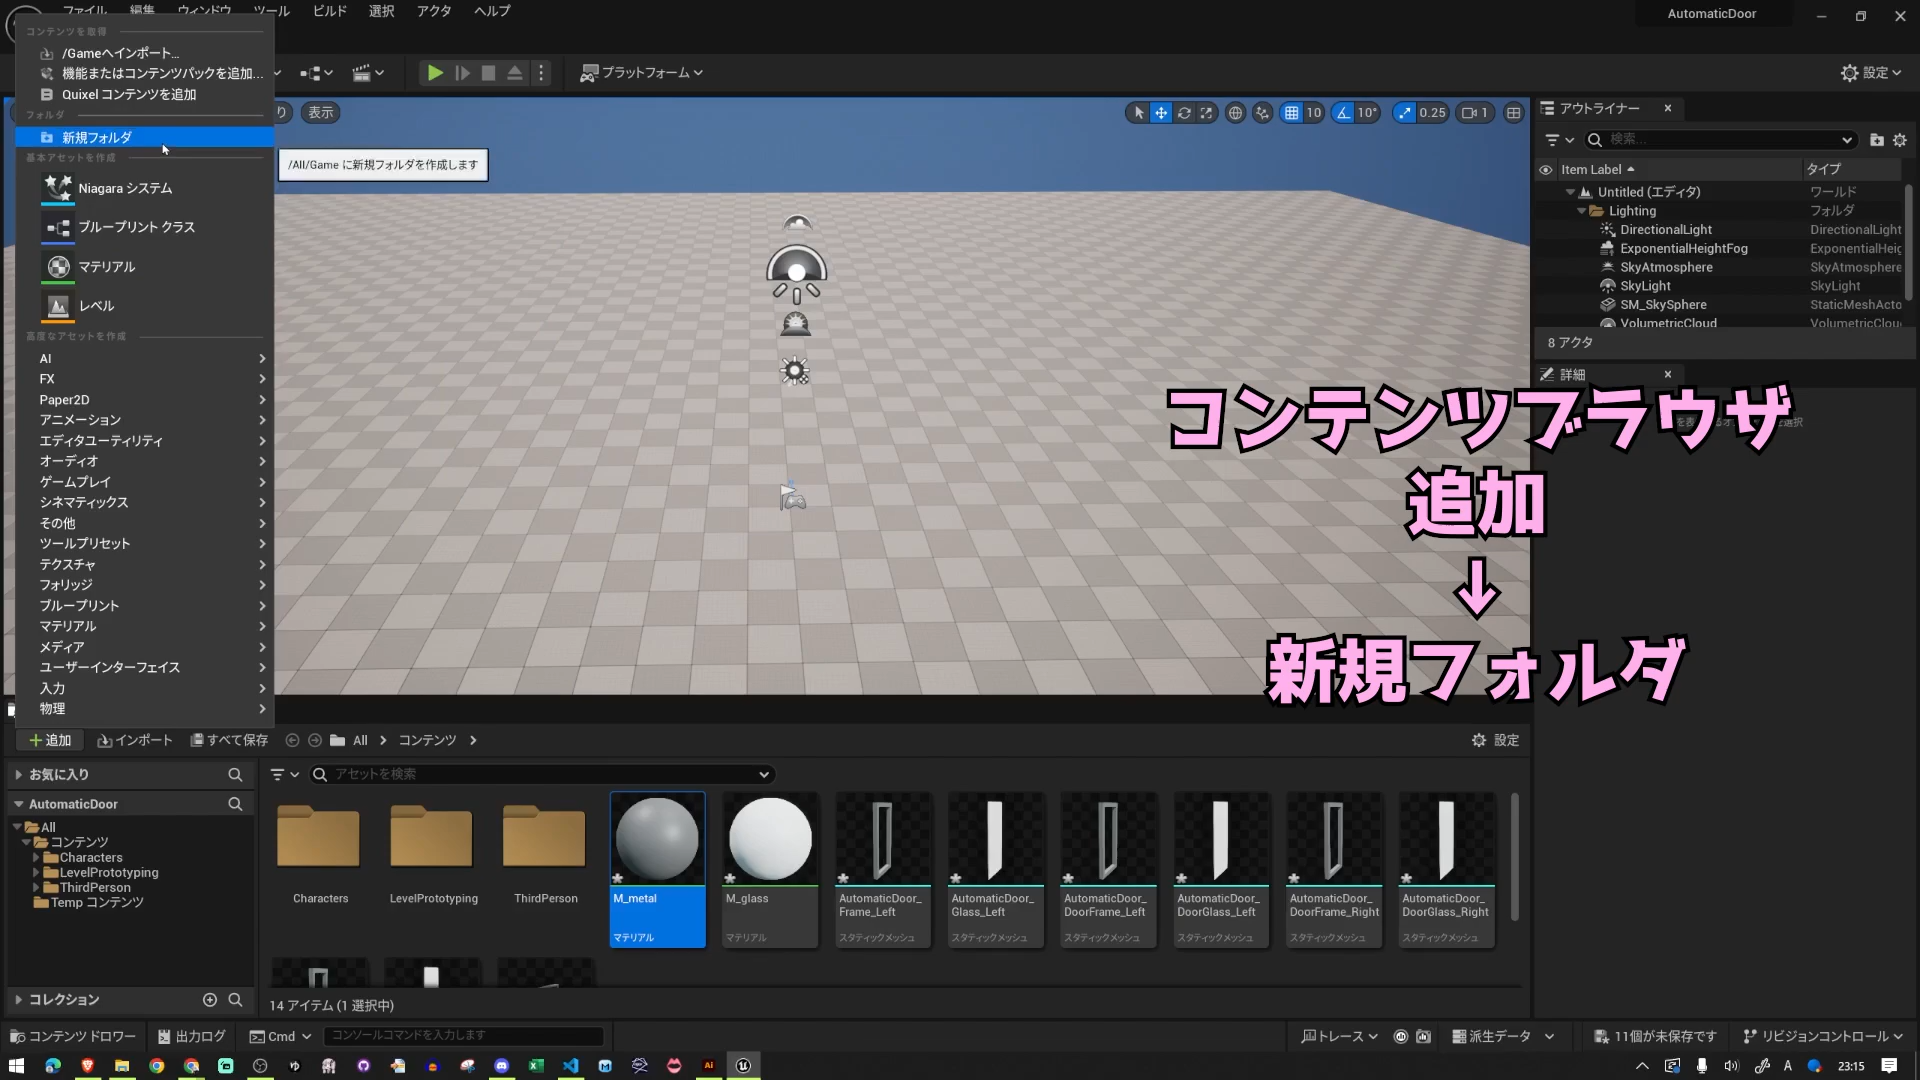 ファイル 編集 ウィンドウ ツール ビルド 選択 アクタ ヘルプ
AutomaticDoor
コンテンツを取得
/Gameへインポート...
機能またはコンテンツパックを追加...
Quixel コンテンツを追加
フォルダ
新規フォルダ
/All/Game に新規フォルダを作成します
基本アセットを作成
Niagara システム
ブループリント クラス
マテリアル
レベル
高度なアセットを作成
AI
FX
Paper2D
アニメーション
エディタユーティリティ
オーディオ
ゲームプレイ
シネマティックス
その他
ツールプリセット
テクスチャ
フォリッジ
ブループリント
マテリアル
メディア
ユーザーインターフェイス
入力
物理
プラットフォーム
設定
表示
10 10° 0.25 1
アウトライナー
検索...
Item Label タイプ
Untitled (エディタ) ワールド
Lighting フォルダ
DirectionalLight DirectionalLight
ExponentialHeightFog ExponentialHeig
SkyAtmosphere SkyAtmosphere
SkyLight SkyLight
SM_SkySphere StaticMeshActo
VolumetricCloud VolumetricClou
8 アクタ
詳細
コンテンツブラウザ
追加
↓
新規フォルダ
追加 インポート すべて保存 All コンテンツ 設定
お気に入り
アセットを検索
AutomaticDoor
All
コンテンツ
Characters
LevelPrototyping
ThirdPerson
Temp コンテンツ
コレクション
Characters
LevelPrototyping
ThirdPerson
M_metal
マテリアル
M_glass
マテリアル
AutomaticDoor_
Frame_Left
スタティックメッシュ
AutomaticDoor_
Glass_Left
スタティックメッシュ
AutomaticDoor_
DoorFrame_Left
スタティックメッシュ
AutomaticDoor_
DoorGlass_Left
スタティックメッシュ
AutomaticDoor_
DoorFrame_Right
スタティックメッシュ
AutomaticDoor_
DoorGlass_Right
スタティックメッシュ
14 アイテム (1 選択中)
コンテンツ ドロワー 出力ログ Cmd コンソールコマンドを入力します トレース 派生データ 11個が未保存です リビジョンコントロール
A 23:15